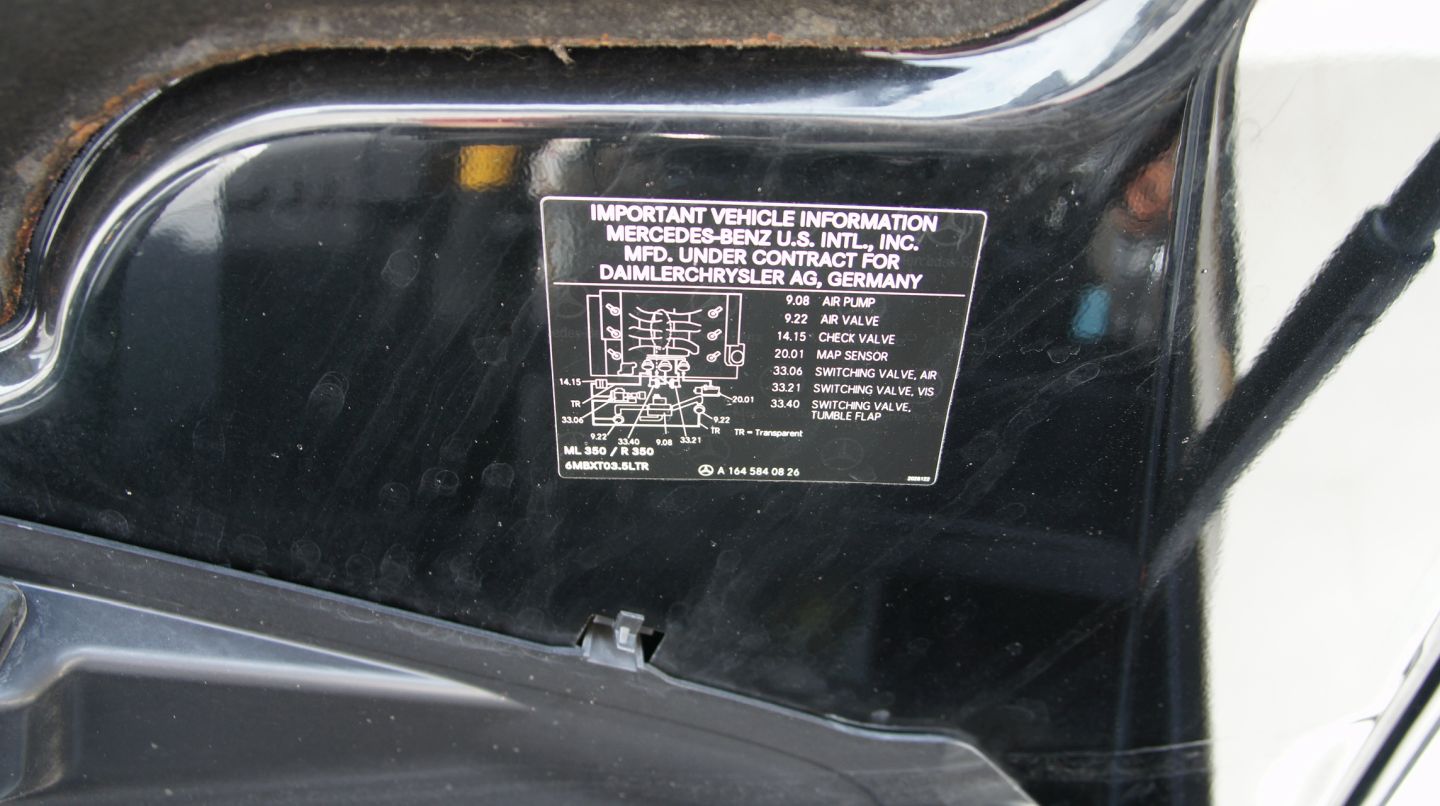 IMPORTANT VEHICLE INFORMATION
MERCEDES-BENZ U.S. INTL., INC.
MFD. UNDER CONTRACT FOR
DAIMLERCHRYSLER AG, GERMANY
9.08 AIR PUMP
9.22 AIR VALVE
14.15 CHECK VALVE
20.01 MAP SENSOR
33.06 SWITCHING VALVE, AIR
33.21 SWITCHING VALVE, VIS
33.40 SWITCHING VALVE,
TUMBLE FLAP
14.15
TR
33.06
9.22
33.40
9.08
33.21
TR
9.22
20.01
TR = Transparent
ML 350 / R 350
6MBXT03.5LTR
A 164 584 08 26